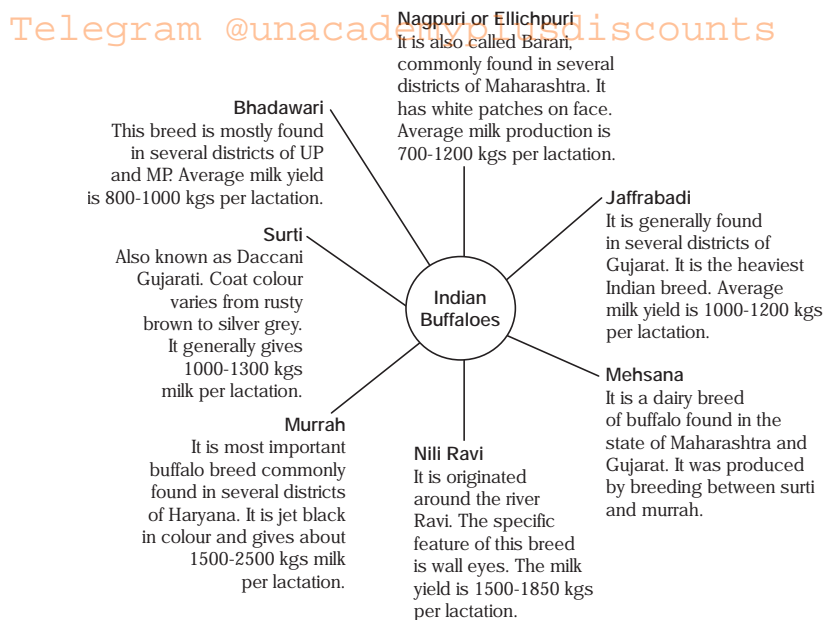 Telegram @unacademyplusdiscounts
Nagpuri or Ellichpuri
It is also called Barari,
commonly found in several
districts of Maharashtra. It
has white patches on face.
Average milk production is
700-1200 kgs per lactation.
Bhadawari
This breed is mostly found
in several districts of UP
and MP. Average milk yield
is 800-1000 kgs per lactation.
Jaffrabadi
It is generally found
in several districts of
Gujarat. It is the heaviest
Indian breed. Average
milk yield is 1000-1200 kgs
per lactation.
Surti
Also known as Daccani
Gujarati. Coat colour
varies from rusty
brown to silver grey.
It generally gives
1000-1300 kgs
milk per lactation.
Indian
Buffaloes
Mehsana
It is a dairy breed
of buffalo found in the
state of Maharashtra and
Gujarat. It was produced
by breeding between surti
and murrah.
Murrah
It is most important
buffalo breed commonly
found in several districts
of Haryana. It is jet black
in colour and gives about
1500-2500 kgs milk
per lactation.
Nili Ravi
It is originated
around the river
Ravi. The specific
feature of this breed
is wall eyes. The milk
yield is 1500-1850 kgs
per lactation.